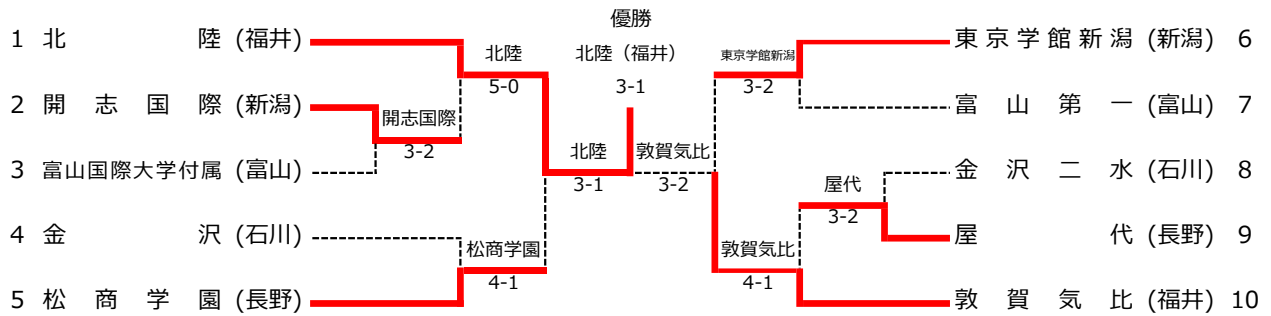 優勝
北陸（福井）
3-1
1 北陸 (福井)
2 開志国際 (新潟)
3 富山国際大学付属 (富山)
4 金沢 (石川)
5 松商学園 (長野)
北陸
5-0
開志国際
3-2
北陸
3-1
松商学園
4-1
敦賀気比
3-2
東京学館新潟
3-2
屋代
3-2
敦賀気比
4-1
東京学館新潟 (新潟) 6
富山第一 (富山) 7
金沢二水 (石川) 8
屋代 (長野) 9
敦賀気比 (福井) 10